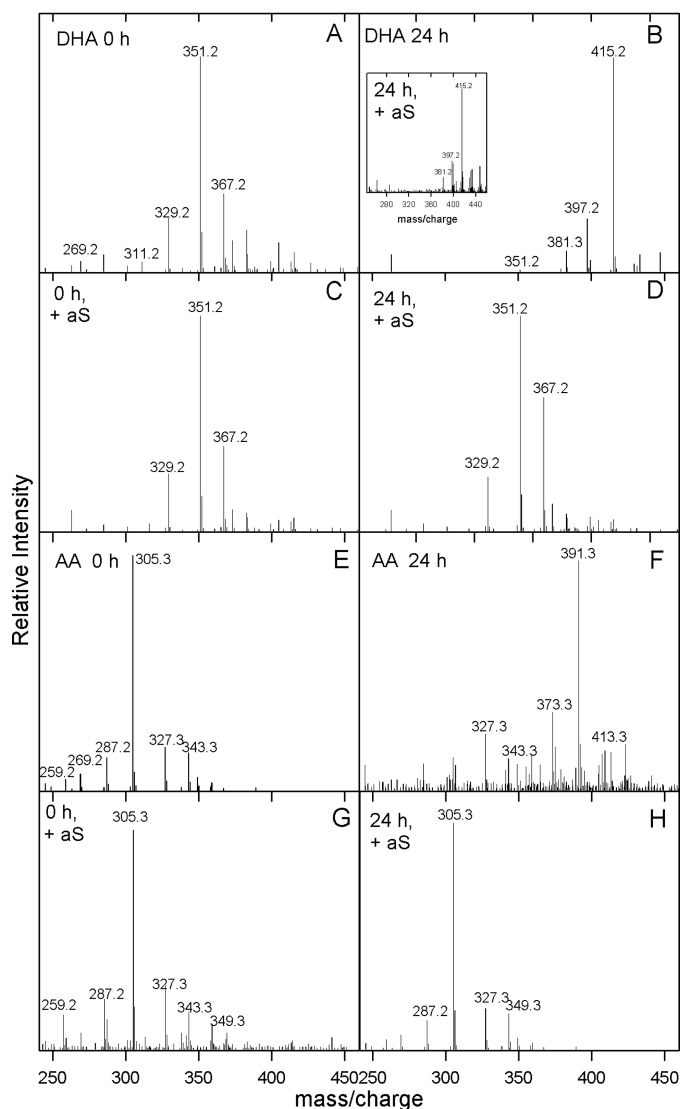 DHA 0 h
A
351.2
367.2
329.2
269.2
311.2
DHA 24 h
B
415.2
397.2
381.3
351.2
24 h,
+ aS
415.2
397.2
381.2
280 320 360 400 440
mass/charge
0 h,
+ aS
C
351.2
367.2
329.2
24 h,
+ aS
D
351.2
367.2
329.2
AA 0 h
E
305.3
327.3
343.3
287.2
269.2
259.2
AA 24 h
F
391.3
373.3
327.3
343.3
413.3
0 h,
+ aS
G
305.3
327.3
287.2
259.2
343.3
349.3
24 h,
+ aS
H
305.3
327.3
349.3
287.2
250 300 350 400 450 250 300 350 400 450
mass/charge
Relative Intensity